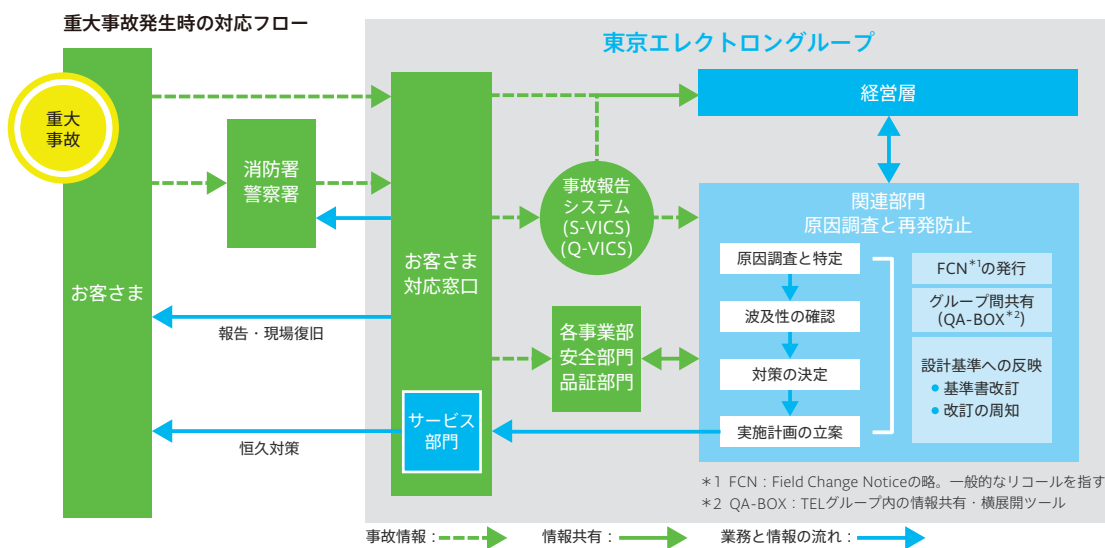 重大事故発生時の対応フロー
東京エレクトロングループ
重大
事故
お客さま
消防署
警察署
報告・現場復旧
恒久対策
お客さま
対応窓口
サービス
部門
事故報告
システム
(S-VICS)
(Q-VICS)
各事業部
安全部門
品証部門
経営層
関連部門
原因調査と再発防止
原因調査と特定
波及性の確認
対策の決定
実施計画の立案
FCN*1の発行
グループ間共有
(QA-BOX*2)
設計基準への反映
● 基準書改訂
● 改訂の周知
＊1 FCN：Field Change Noticeの略。一般的なリコールを指す
＊2 QA-BOX：TELグループ内の情報共有・横展開ツール
事故情報： 情報共有： 業務と情報の流れ：